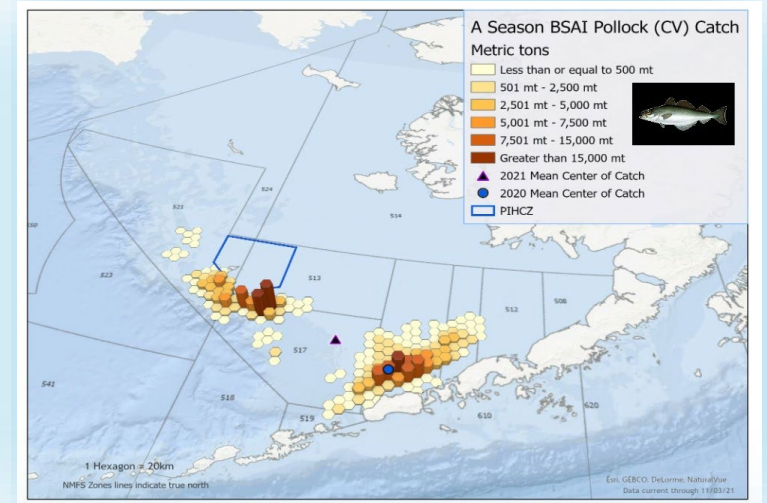 A Season BSAI Pollock (CV) Catch
Metric tons
Less than or equal to 500 mt
501 mt - 2,500 mt
2,501 mt - 5,000 mt
5,001 mt - 7,500 mt
7,501 mt - 15,000 mt
Greater than 15,000 mt
2021 Mean Center of Catch
2020 Mean Center of Catch
PIHCZ
524
514
521
523
513
512
508
517
541
518
519
610
620
1 Hexagon = 20km
NMFS Zones lines indicate true north
Esri, GEBCO, DeLorme, NaturalVue
Data current through 11/03/21